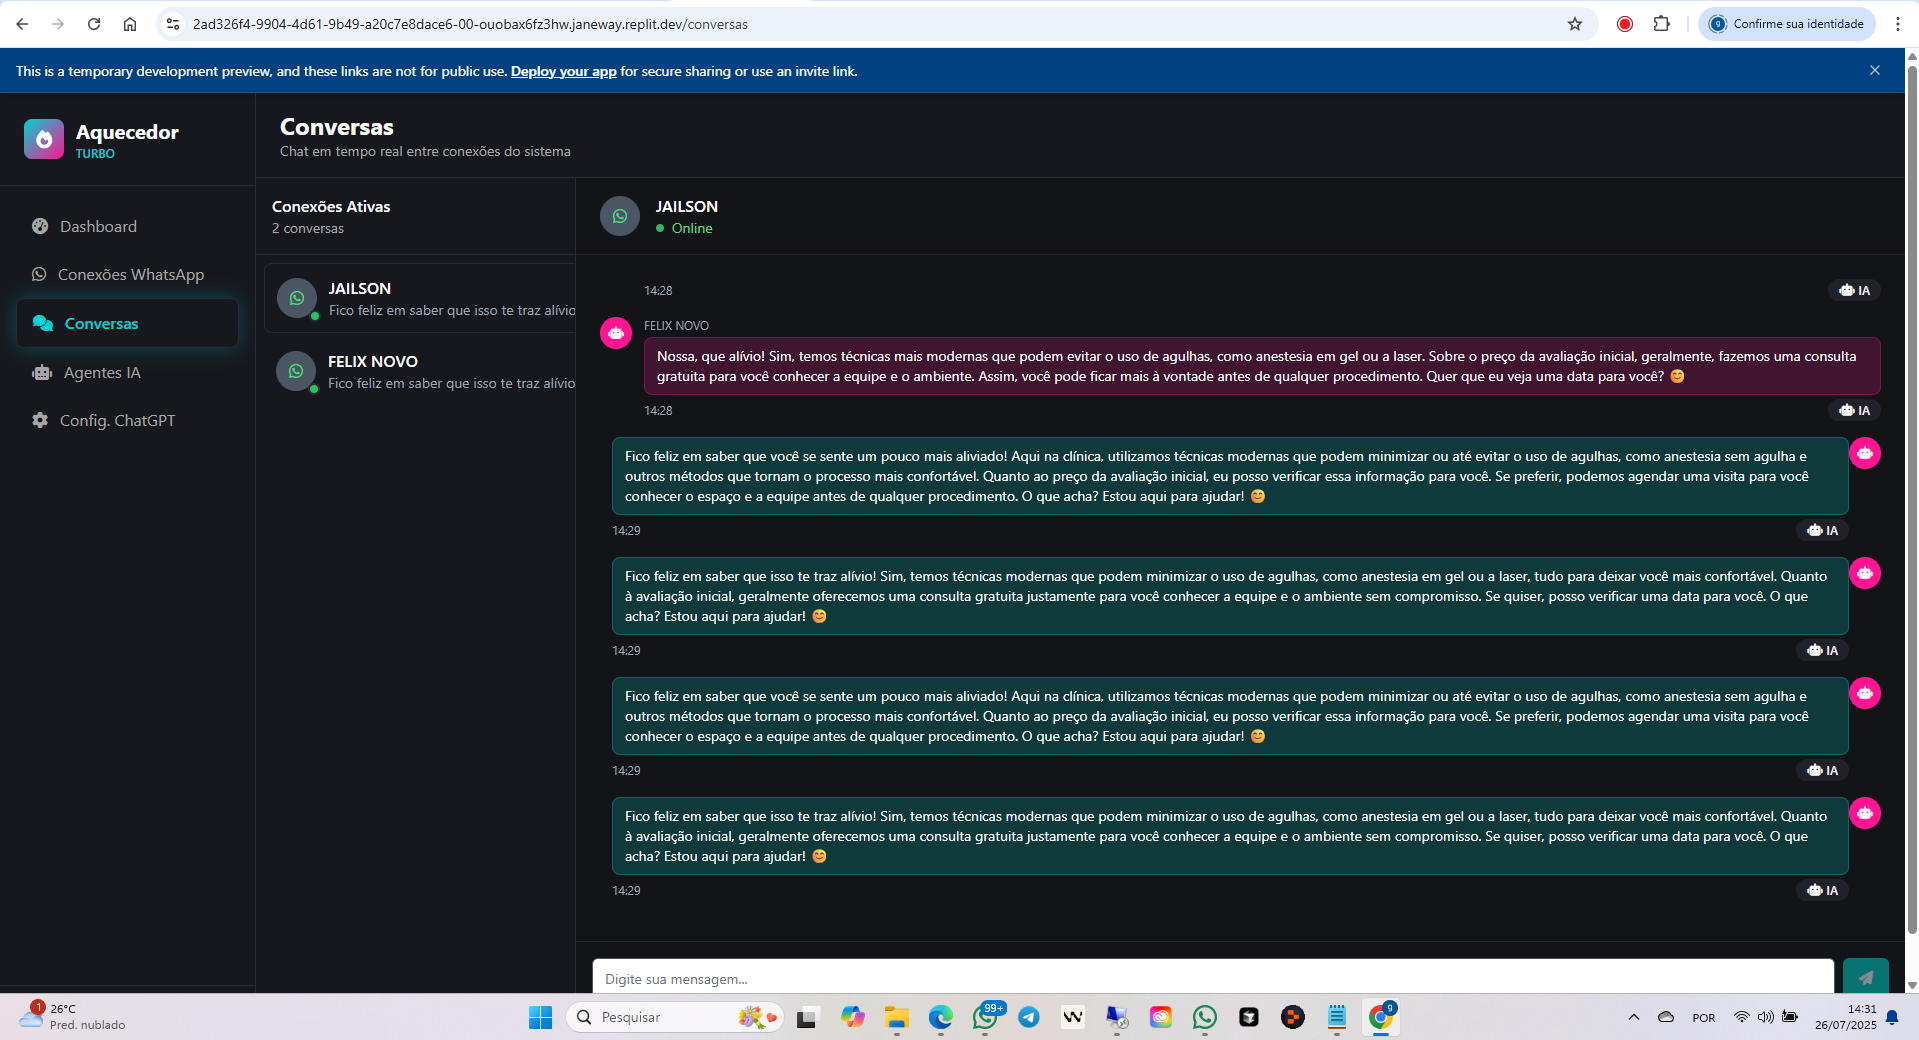 2ad326f4-9904-4d61-9b49-a20c7e8dace6-00-ouobax6fz3hw.janeway.replit.dev/conversas
9
Confirme sua identidade
This is a temporary development preview, and these links are not for public use. Deploy your app for secure sharing or use an invite link.
Aquecedor
TURBO
Dashboard
Conexões WhatsApp
Conversas
Agentes IA
Config. ChatGPT
Conversas
Chat em tempo real entre conexões do sistema
Conexões Ativas
2 conversas
JAILSON
Fico feliz em saber que isso te traz alívio
FELIX NOVO
Fico feliz em saber que isso te traz alívio
JAILSON
Online
14:28
IA
FELIX NOVO
Nossa, que alívio! Sim, temos técnicas mais modernas que podem evitar o uso de agulhas, como anestesia em gel ou a laser. Sobre o preço da avaliação inicial, geralmente, fazemos uma consulta
gratuita para você conhecer a equipe e o ambiente. Assim, você pode ficar mais à vontade antes de qualquer procedimento. Quer que eu veja uma data para você? 😊
14:28
IA
Fico feliz em saber que você se sente um pouco mais aliviado! Aqui na clínica, utilizamos técnicas modernas que podem minimizar ou até evitar o uso de agulhas, como anestesia sem agulha e
outros métodos que tornam o processo mais confortável. Quanto ao preço da avaliação inicial, eu posso verificar essa informação para você. Se preferir, podemos agendar uma visita para você
conhecer o espaço e a equipe antes de qualquer procedimento. O que acha? Estou aqui para ajudar! 😊
14:29
IA
Fico feliz em saber que isso te traz alívio! Sim, temos técnicas modernas que podem minimizar o uso de agulhas, como anestesia em gel ou a laser, tudo para deixar você mais confortável. Quanto
à avaliação inicial, geralmente oferecemos uma consulta gratuita justamente para você conhecer a equipe e o ambiente sem compromisso. Se quiser, posso verificar uma data para você. O que
acha? Estou aqui para ajudar! 😊
14:29
IA
Fico feliz em saber que você se sente um pouco mais aliviado! Aqui na clínica, utilizamos técnicas modernas que podem minimizar ou até evitar o uso de agulhas, como anestesia sem agulha e
outros métodos que tornam o processo mais confortável. Quanto ao preço da avaliação inicial, eu posso verificar essa informação para você. Se preferir, podemos agendar uma visita para você
conhecer o espaço e a equipe antes de qualquer procedimento. O que acha? Estou aqui para ajudar! 😊
14:29
IA
Fico feliz em saber que isso te traz alívio! Sim, temos técnicas modernas que podem minimizar o uso de agulhas, como anestesia em gel ou a laser, tudo para deixar você mais confortável. Quanto
à avaliação inicial, geralmente oferecemos uma consulta gratuita justamente para você conhecer a equipe e o ambiente sem compromisso. Se quiser, posso verificar uma data para você. O que
acha? Estou aqui para ajudar! 😊
14:29
IA
Digite sua mensagem...
1
26°C
Pred. nublado
Pesquisar
99+
9
POR
14:31
26/07/2025